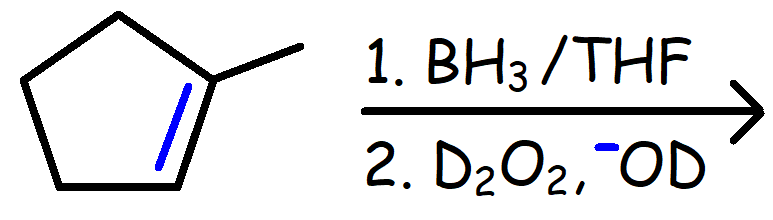 1. BH₃/THF
2. D₂O₂, ⁻OD